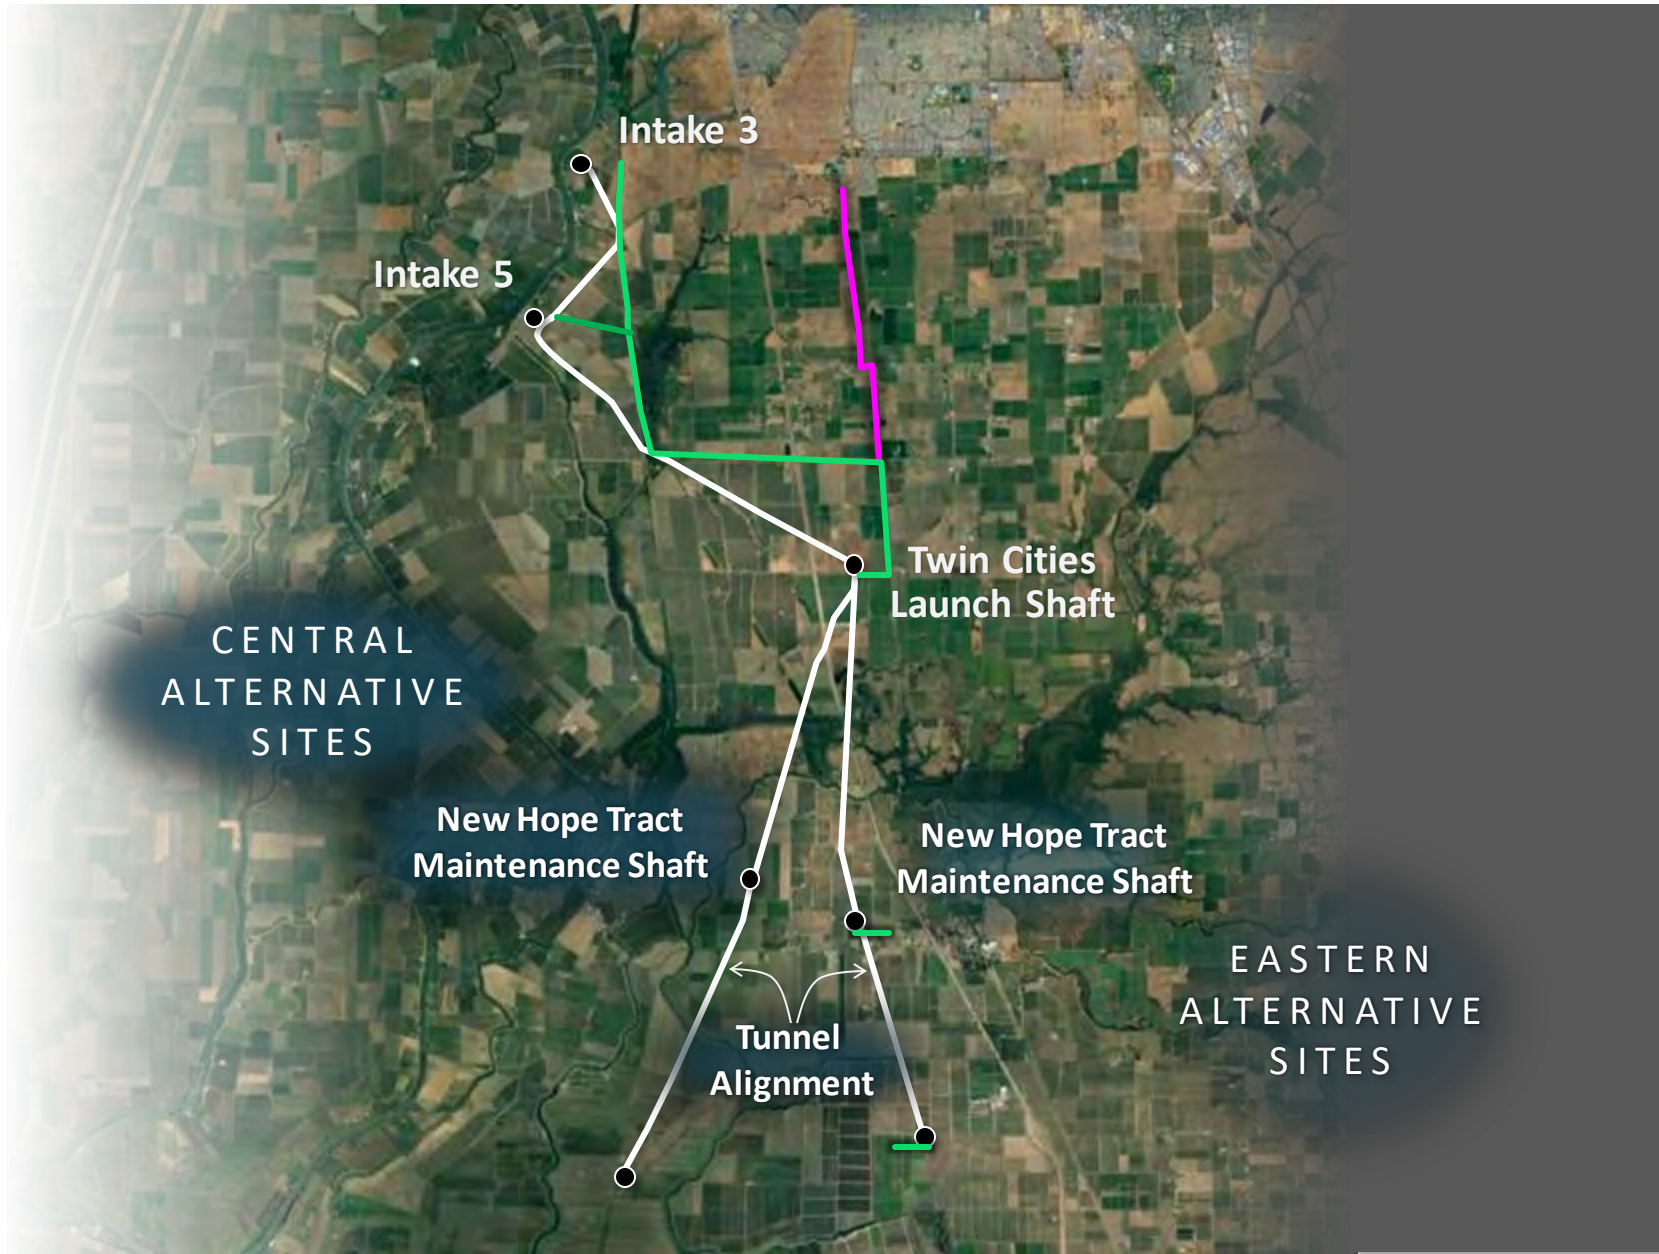 Intake 3
Intake 5
Twin Cities
Launch Shaft
CENTRAL
ALTERNATIVE
SITES
New Hope Tract
Maintenance Shaft
New Hope Tract
Maintenance Shaft
EASTERN
ALTERNATIVE
SITES
Tunnel
Alignment